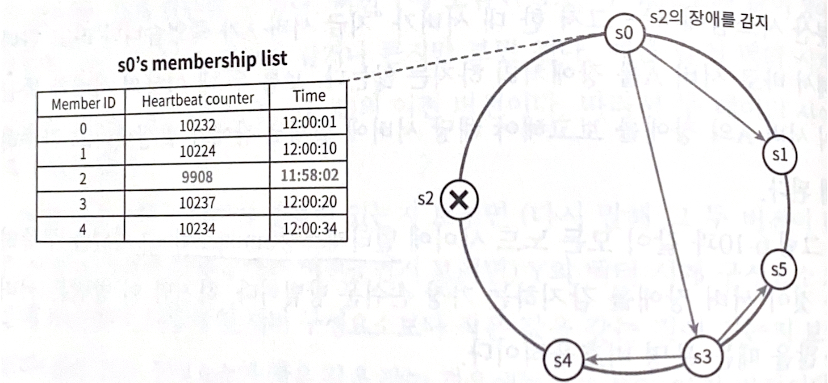 s0
s2의 장애를 감지
s0's membership list
Member ID Heartbeat counter Time
0 10232 12:00:01
1 10224 12:00:10
2 9908 11:58:02
3 10237 12:00:20
4 10234 12:00:34
s1
s2
s5
s4
s3